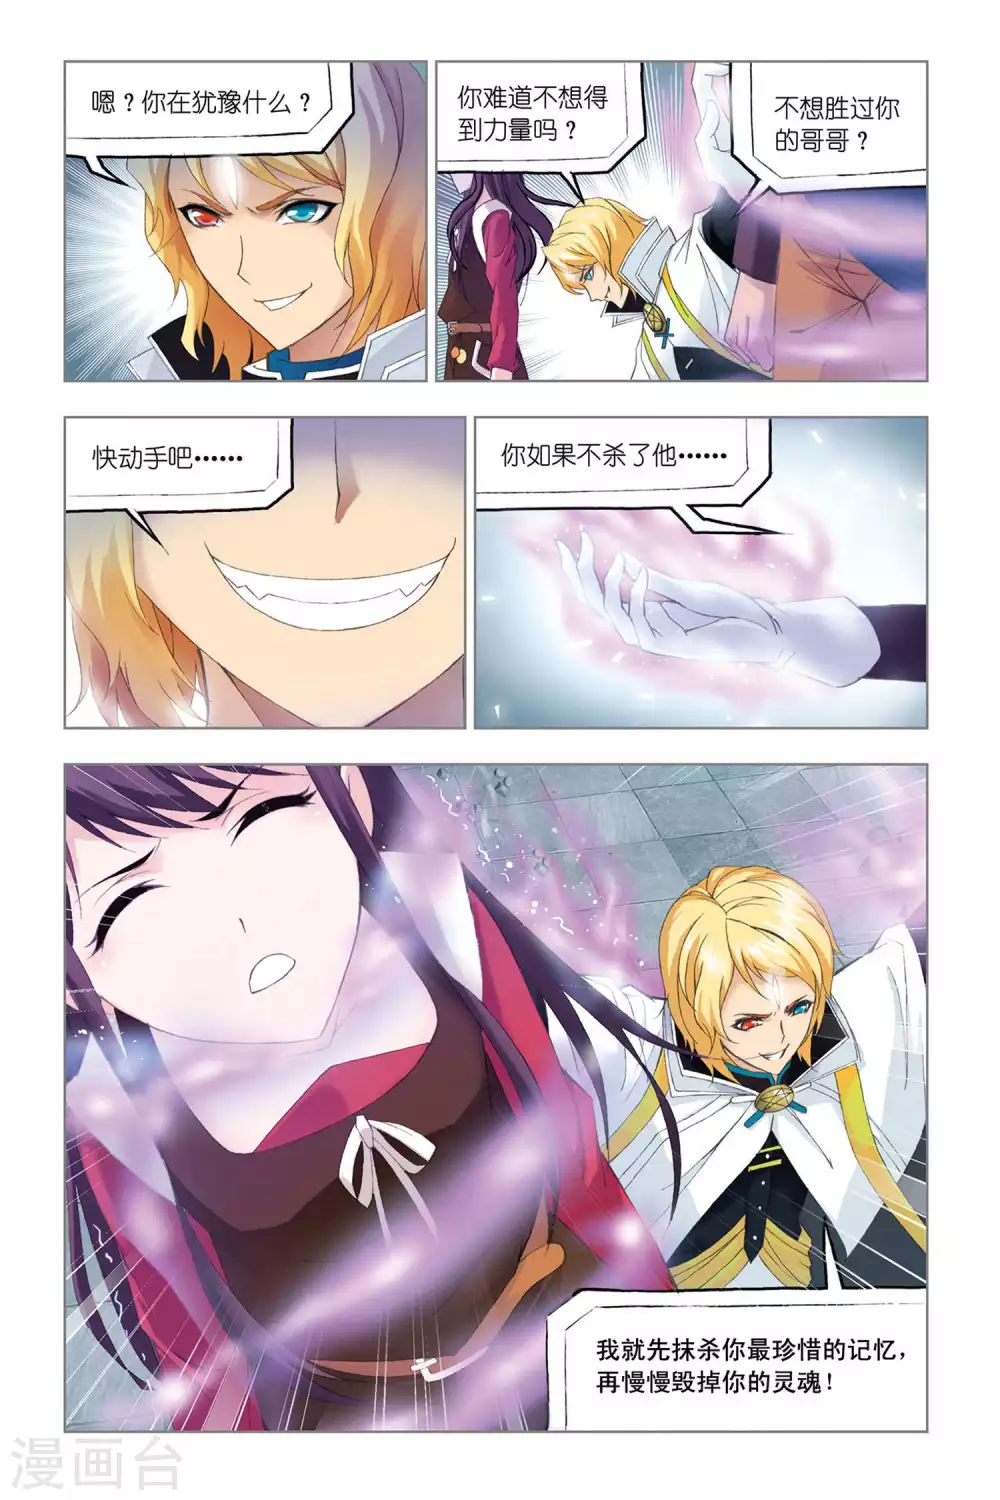 嗯？你在犹豫什么？
你难道不想得
到力量吗？
不想胜过你
的哥哥？
快动手吧……
你如果不杀了他……
我就先抹杀你最珍惜的记忆，
再慢慢毁掉你的灵魂！
漫画台